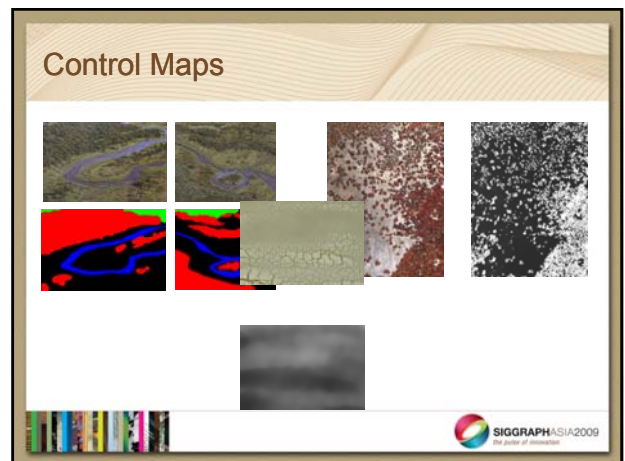 Control Maps
SIGGRAPHASIA2009
the pulse of innovation